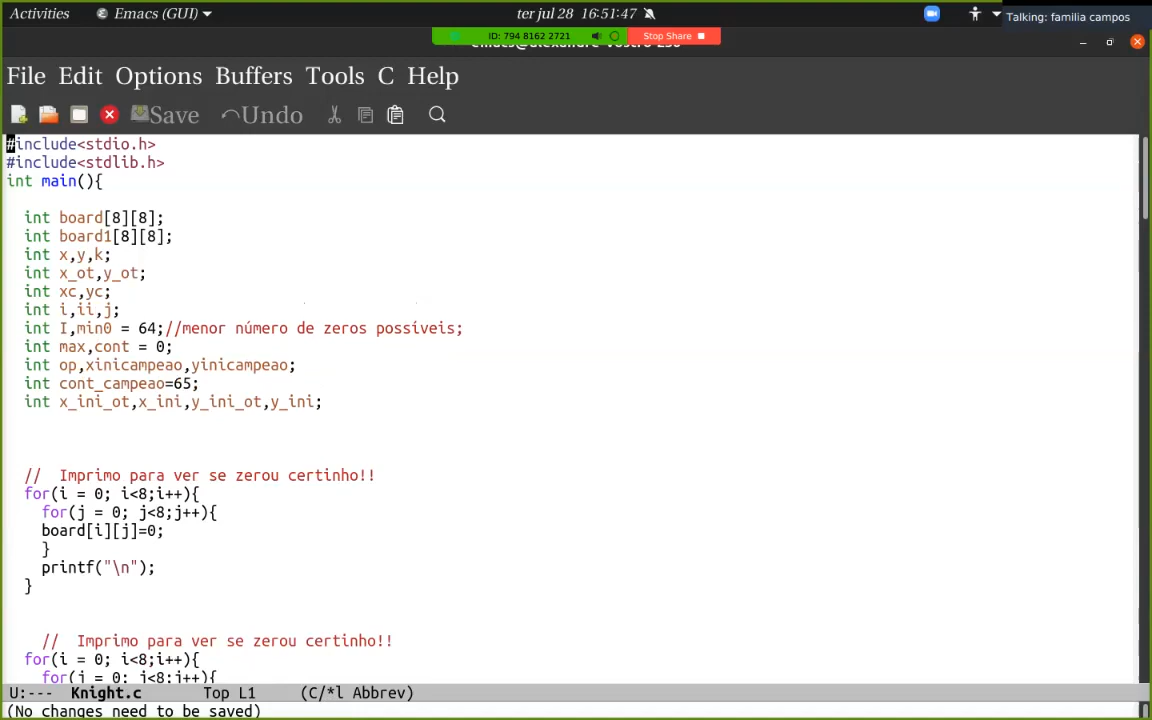 Activities Emacs (GUI) ter jul 28 16:51:47 Talking: familia campos
ID: 794 8162 2721 Stop Share
File Edit Options Buffers Tools C Help
Save Undo
#include<stdio.h>
#include<stdlib.h>
int main(){
int board[8][8];
int board1[8][8];
int x,y,k;
int x_ot,y_ot;
int xc,yc;
int i,ii,j;
int I,min0 = 64;//menor número de zeros possíveis;
int max,cont = 0;
int op,xinicampeao,yinicampeao;
int cont_campeao=65;
int x_ini_ot,x_ini,y_ini_ot,y_ini;
// Imprimo para ver se zerou certinho!!
for(i = 0; i<8;i++){
for(j = 0; j<8;j++){
board[i][j]=0;
}
printf("\n");
}
// Imprimo para ver se zerou certinho!!
for(i = 0; i<8;i++){
for(j = 0; j<8;j++){
U:--- Knight.c Top L1 (C/*l Abbrev)
(No changes need to be saved)